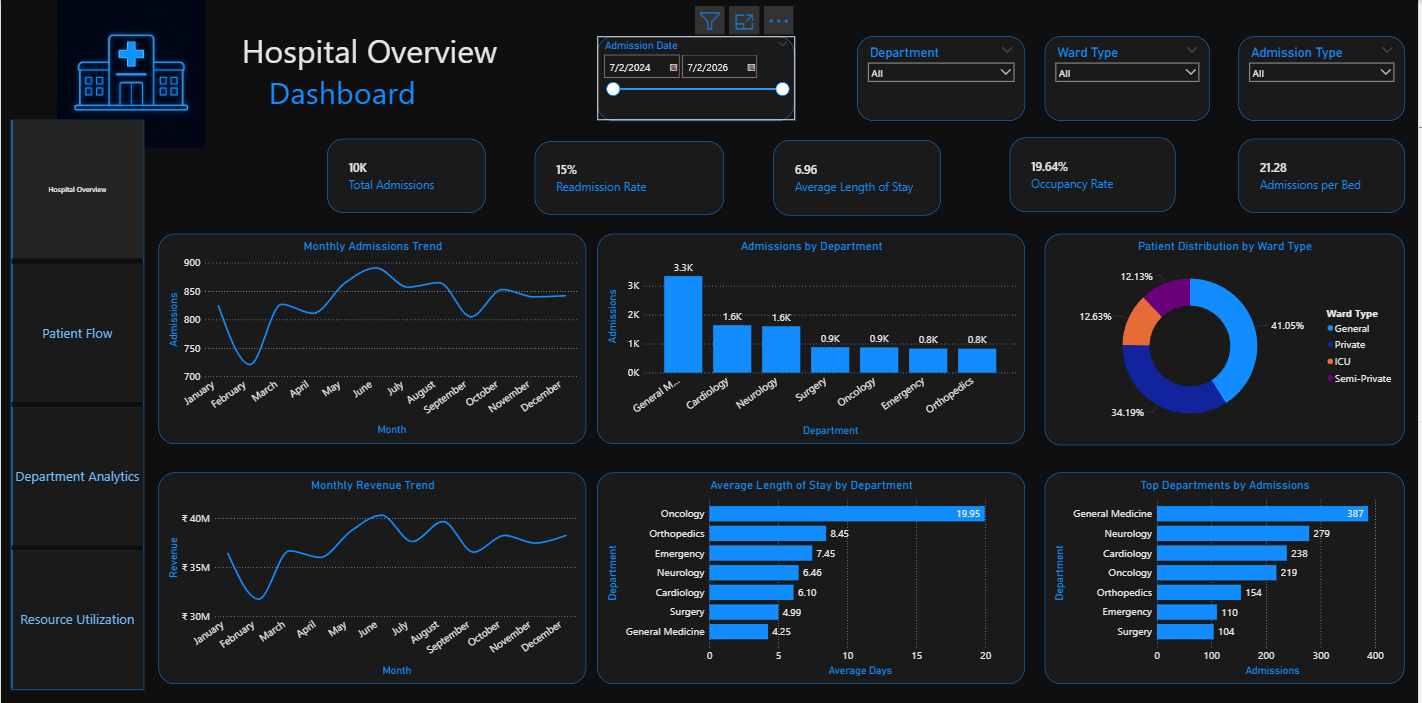 Hospital Overview
Dashboard
Admission Date
7/2/2024
7/2/2026
Department
All
Ward Type
All
Admission Type
All
Hospital Overview
Patient Flow
Department Analytics
Resource Utilization
10K
Total Admissions
15%
Readmission Rate
6.96
Average Length of Stay
19.64%
Occupancy Rate
21.28
Admissions per Bed
Monthly Admissions Trend
Admissions
900
850
800
750
700
January
February
March
April
May
June
July
August
September
October
November
December
Month
Admissions by Department
Admissions
3K
2K
1K
0K
3.3K
1.6K
1.6K
0.9K
0.9K
0.8K
0.8K
General M...
Cardiology
Neurology
Surgery
Oncology
Emergency
Orthopedics
Department
Patient Distribution by Ward Type
12.13%
12.63%
34.19%
41.05%
Ward Type
General
Private
ICU
Semi-Private
Monthly Revenue Trend
Revenue
₹ 40M
₹ 35M
₹ 30M
January
February
March
April
May
June
July
August
September
October
November
December
Month
Average Length of Stay by Department
Department
Oncology 19.95
Orthopedics 8.45
Emergency 7.45
Neurology 6.46
Cardiology 6.10
Surgery 4.99
General Medicine 4.25
0 5 10 15 20
Average Days
Top Departments by Admissions
Department
General Medicine 387
Neurology 279
Cardiology 238
Oncology 219
Orthopedics 154
Emergency 110
Surgery 104
0 100 200 300 400
Admissions